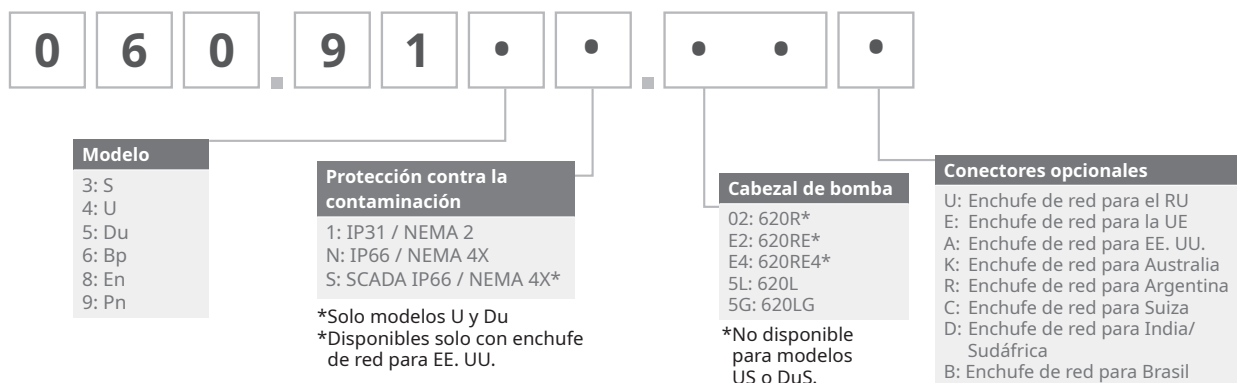 0 6 0 . 9 1 • • . • • •
Modelo
3: S
4: U
5: Du
6: Bp
8: En
9: Pn
Protección contra la
contaminación
1: IP31 / NEMA 2
N: IP66 / NEMA 4X
S: SCADA IP66 / NEMA 4X*
*Solo modelos U y Du
*Disponibles solo con enchufe
de red para EE. UU.
Cabezal de bomba
02: 620R*
E2: 620RE*
E4: 620RE4*
5L: 620L
5G: 620LG
*No disponible
para modelos
US o DuS.
Conectores opcionales
U: Enchufe de red para el RU
E: Enchufe de red para la UE
A: Enchufe de red para EE. UU.
K: Enchufe de red para Australia
R: Enchufe de red para Argentina
C: Enchufe de red para Suiza
D: Enchufe de red para India/
Sudáfrica
B: Enchufe de red para Brasil